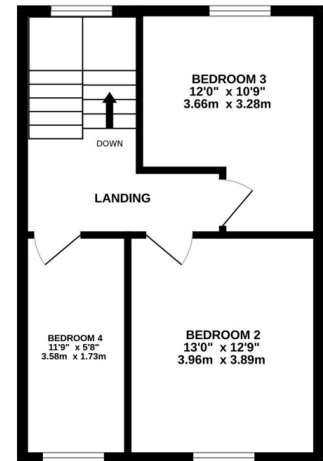 BEDROOM 3
12'0" x 10'9"
3.66m x 3.28m
DOWN
LANDING
BEDROOM 4
11'9" x 5'8"
3.58m x 1.73m
BEDROOM 2
13'0" x 12'9"
3.96m x 3.89m